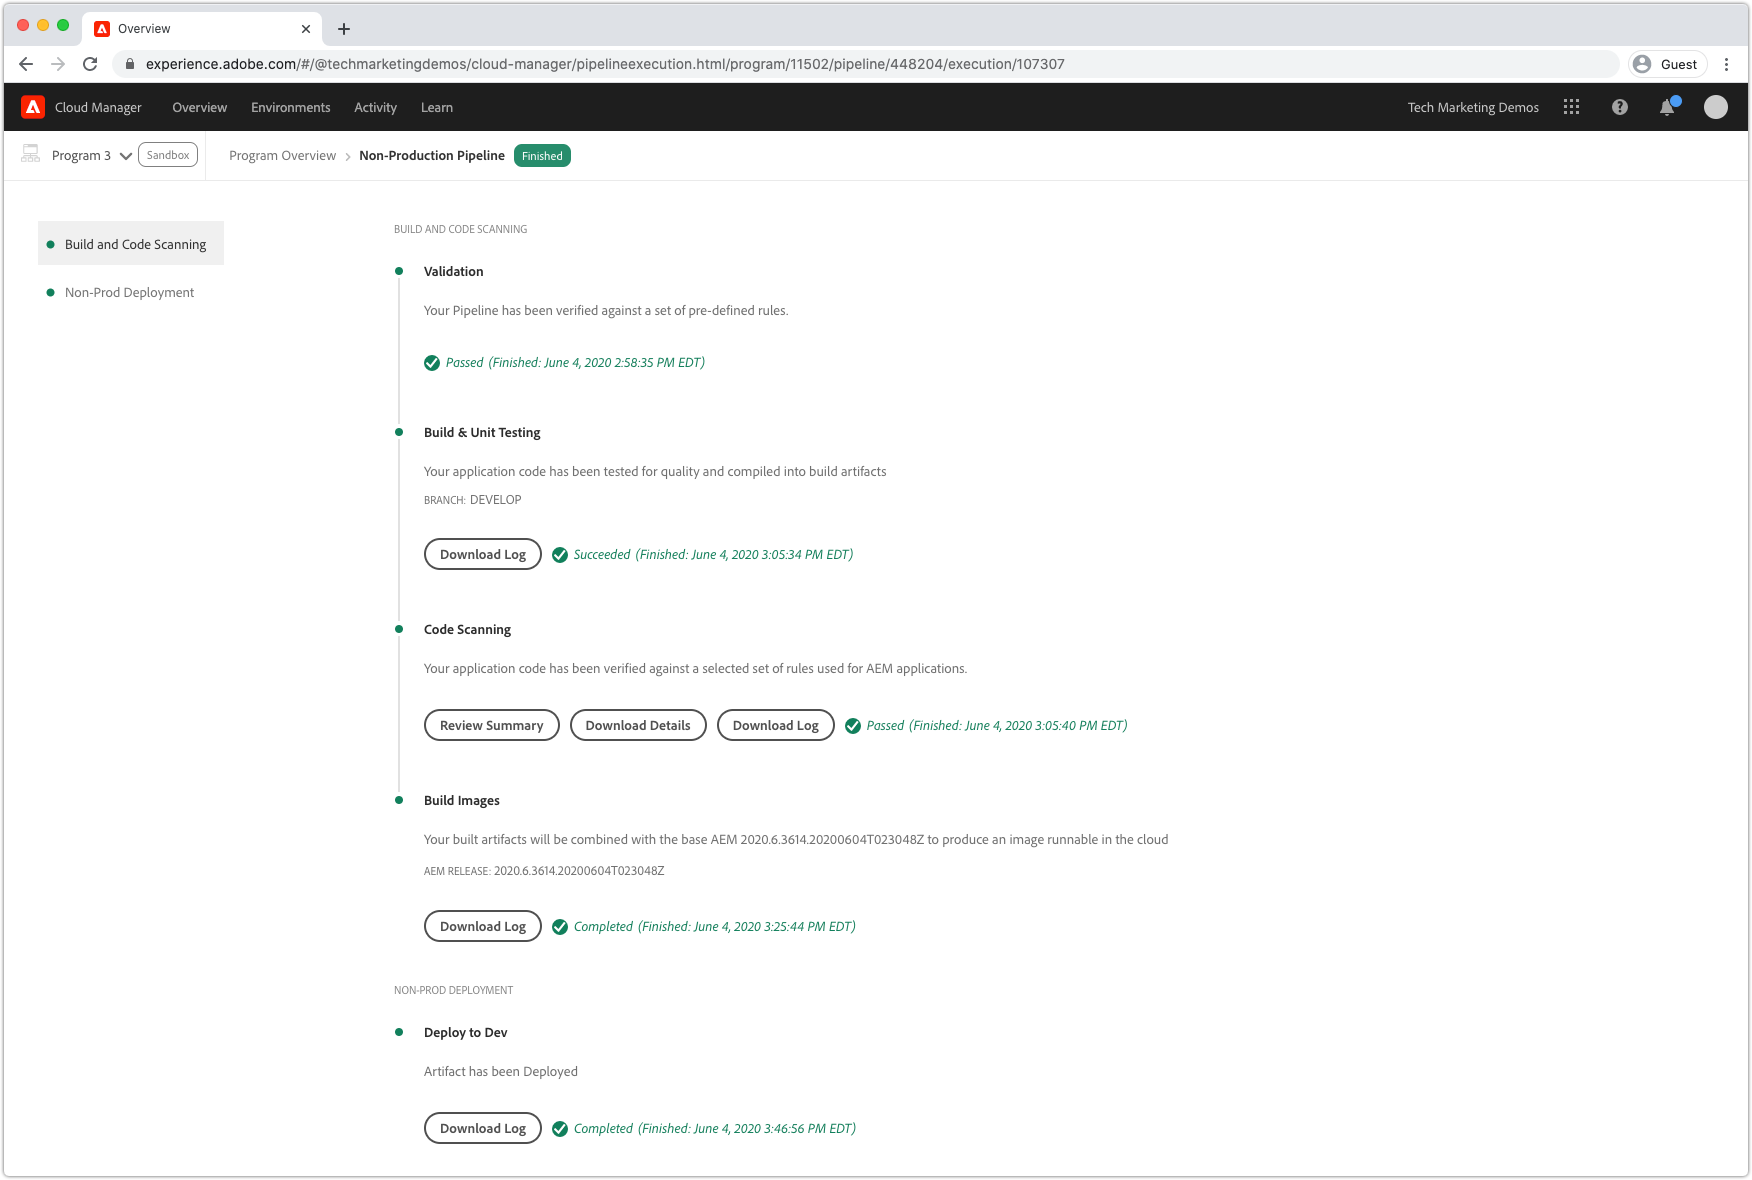 Overview
experience.adobe.com/#/@techmarketingdemos/cloud-manager/pipelineexecution.html/program/11502/pipeline/448204/execution/107307
Guest
Cloud Manager Overview Environments Activity Learn Tech Marketing Demos
Program 3 Sandbox Program Overview > Non-Production Pipeline Finished
Build and Code Scanning
Non-Prod Deployment
BUILD AND CODE SCANNING
Validation
Your Pipeline has been verified against a set of pre-defined rules.
Passed (Finished: June 4, 2020 2:58:35 PM EDT)
Build & Unit Testing
Your application code has been tested for quality and compiled into build artifacts
BRANCH: DEVELOP
Download Log Succeeded (Finished: June 4, 2020 3:05:34 PM EDT)
Code Scanning
Your application code has been verified against a selected set of rules used for AEM applications.
Review Summary Download Details Download Log Passed (Finished: June 4, 2020 3:05:40 PM EDT)
Build Images
Your built artifacts will be combined with the base AEM 2020.6.3614.20200604T023048Z to produce an image runnable in the cloud
AEM RELEASE: 2020.6.3614.20200604T023048Z
Download Log Completed (Finished: June 4, 2020 3:25:44 PM EDT)
NON-PROD DEPLOYMENT
Deploy to Dev
Artifact has been Deployed
Download Log Completed (Finished: June 4, 2020 3:46:56 PM EDT)